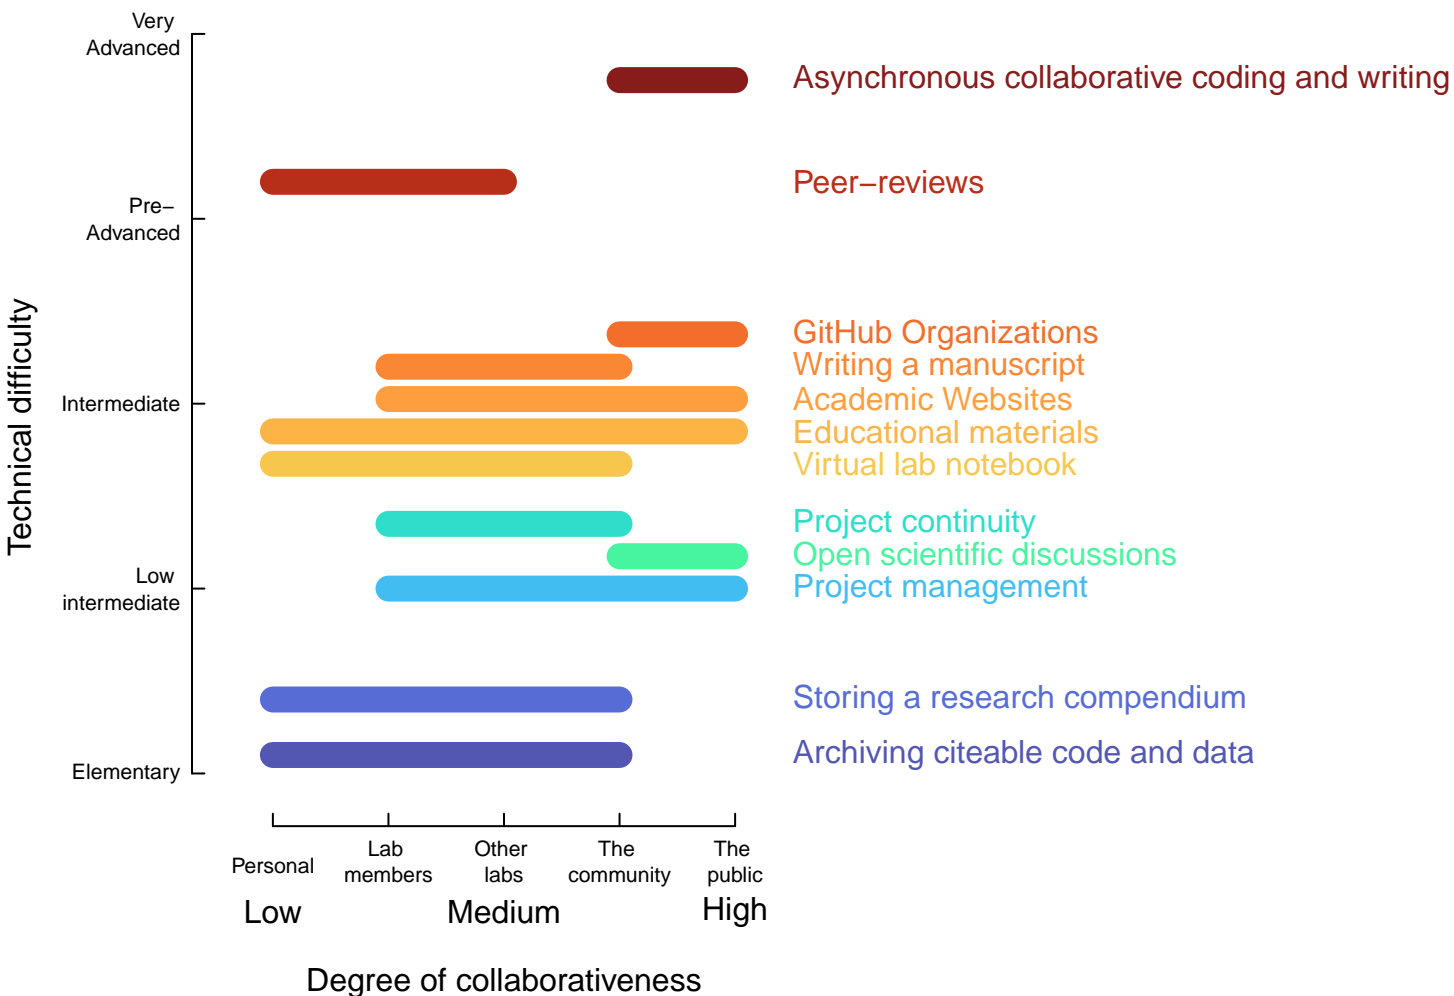 Very
Advanced
Asynchronous collaborative coding and writing
Peer−reviews
Pre−
Advanced
GitHub Organizations
Writing a manuscript
Technical difficulty
Intermediate
Academic Websites
Educational materials
Virtual lab notebook
Project continuity
Open scientific discussions
Low
intermediate
Project management
Storing a research compendium
Archiving citeable code and data
Elementary
Personal
Lab
members
Other
labs
The
community
The
public
Low
Medium
High
Degree of collaborativeness